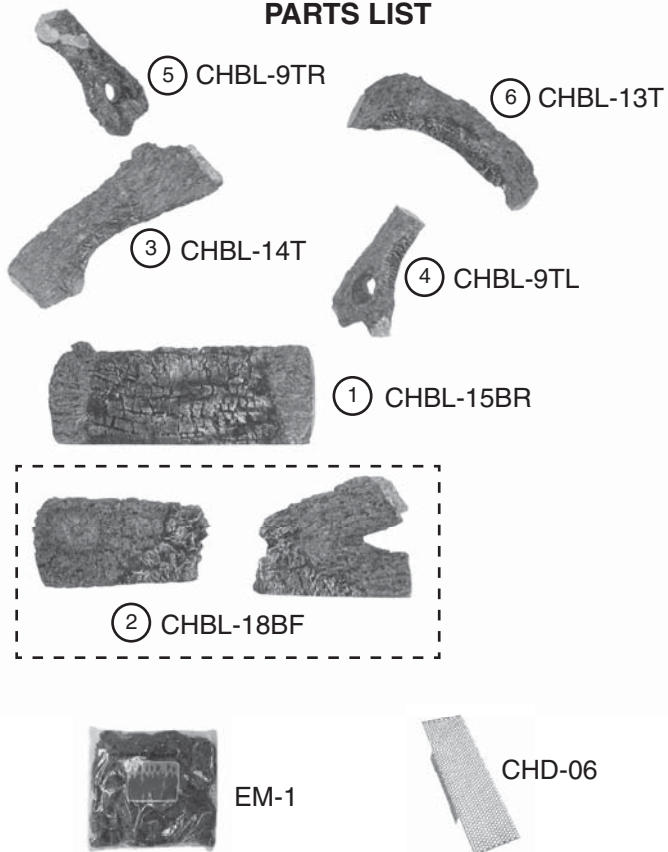 PARTS LIST
5 CHBL-9TR
6 CHBL-13T
3 CHBL-14T
4 CHBL-9TL
1 CHBL-15BR
2 CHBL-18BF
EM-1
CHD-06